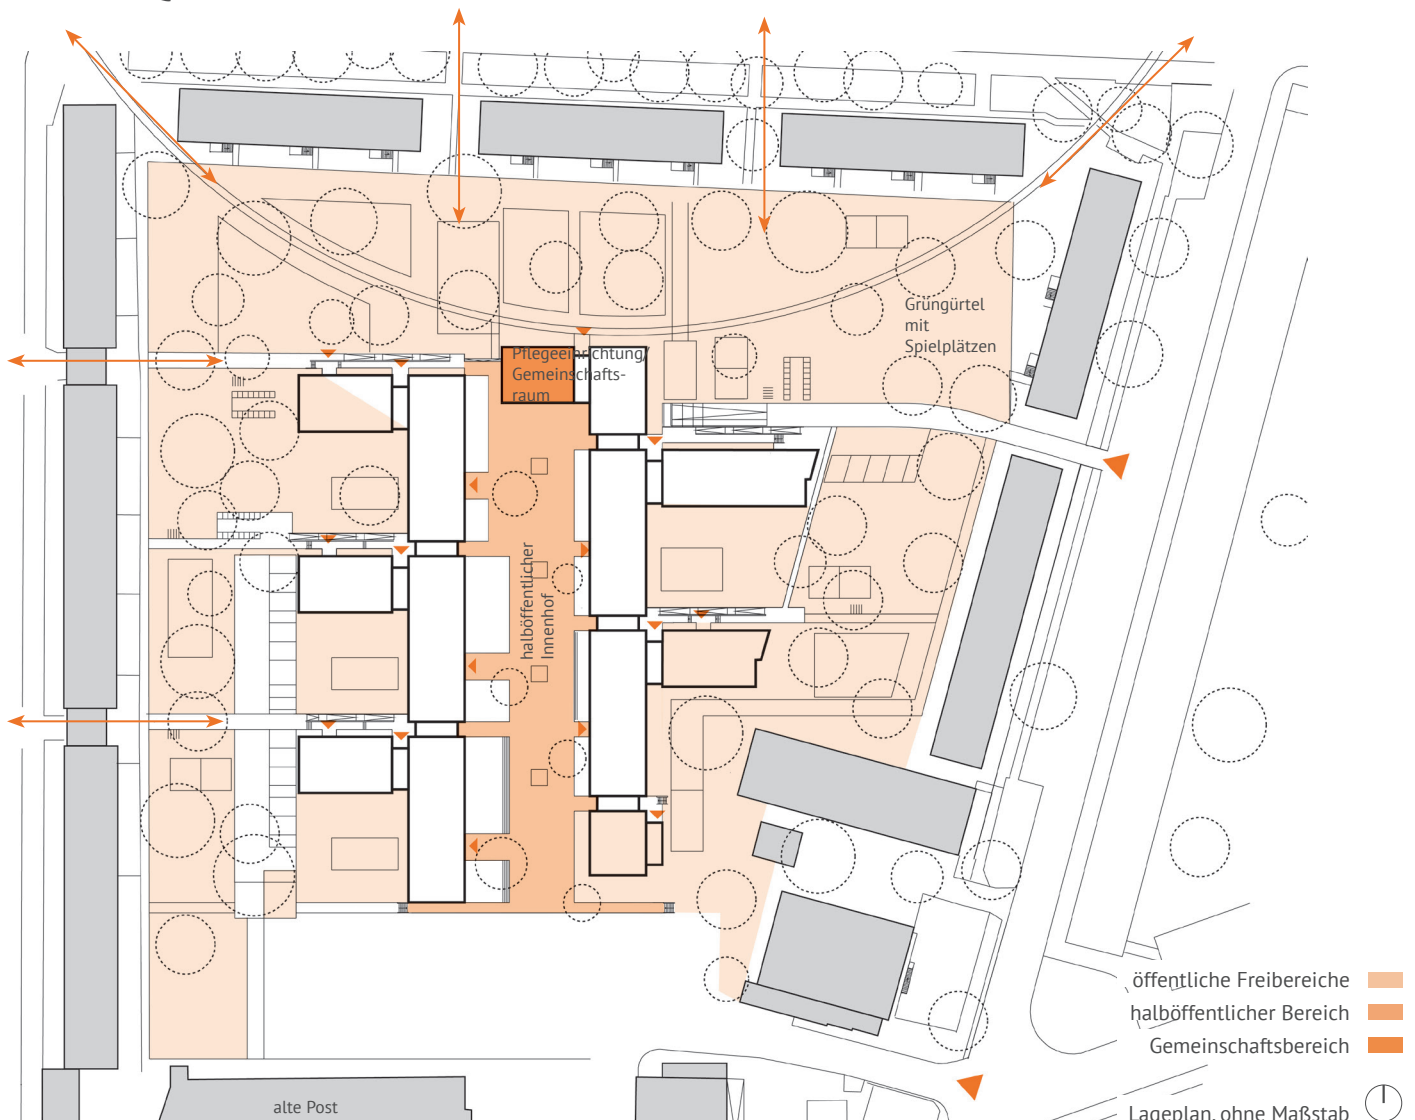 Grüngürtel
mit
Spielplätzen
Pflegeeinrichtung/
Gemeinschafts-
raum
halböffentlicher
Innenhof
öffentliche Freibereiche
halböffentlicher Bereich
Gemeinschaftsbereich
alte Post
Lageplan, ohne Maßstab